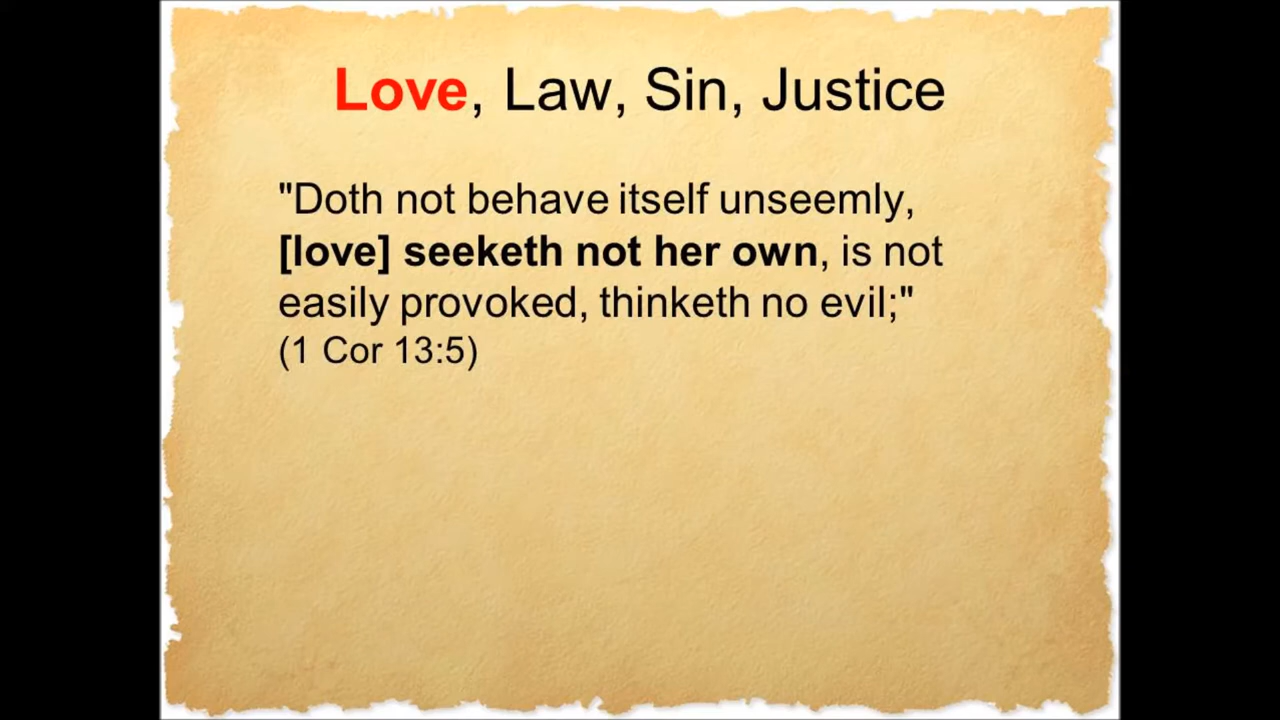 Love, Law, Sin, Justice
"Doth not behave itself unseemly,
[love] seeketh not her own, is not
easily provoked, thinketh no evil;"
(1 Cor 13:5)